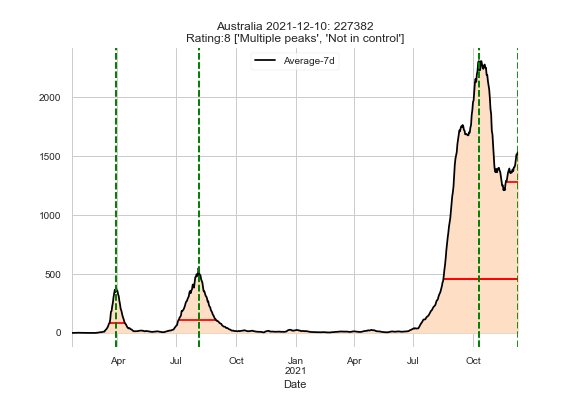 Australia 2021-12-10: 227382
Rating:8 ['Multiple peaks', 'Not in control']
Average-7d
2000
1500
1000
500
0
Apr Jul Oct Jan Apr Jul Oct
2021
Date